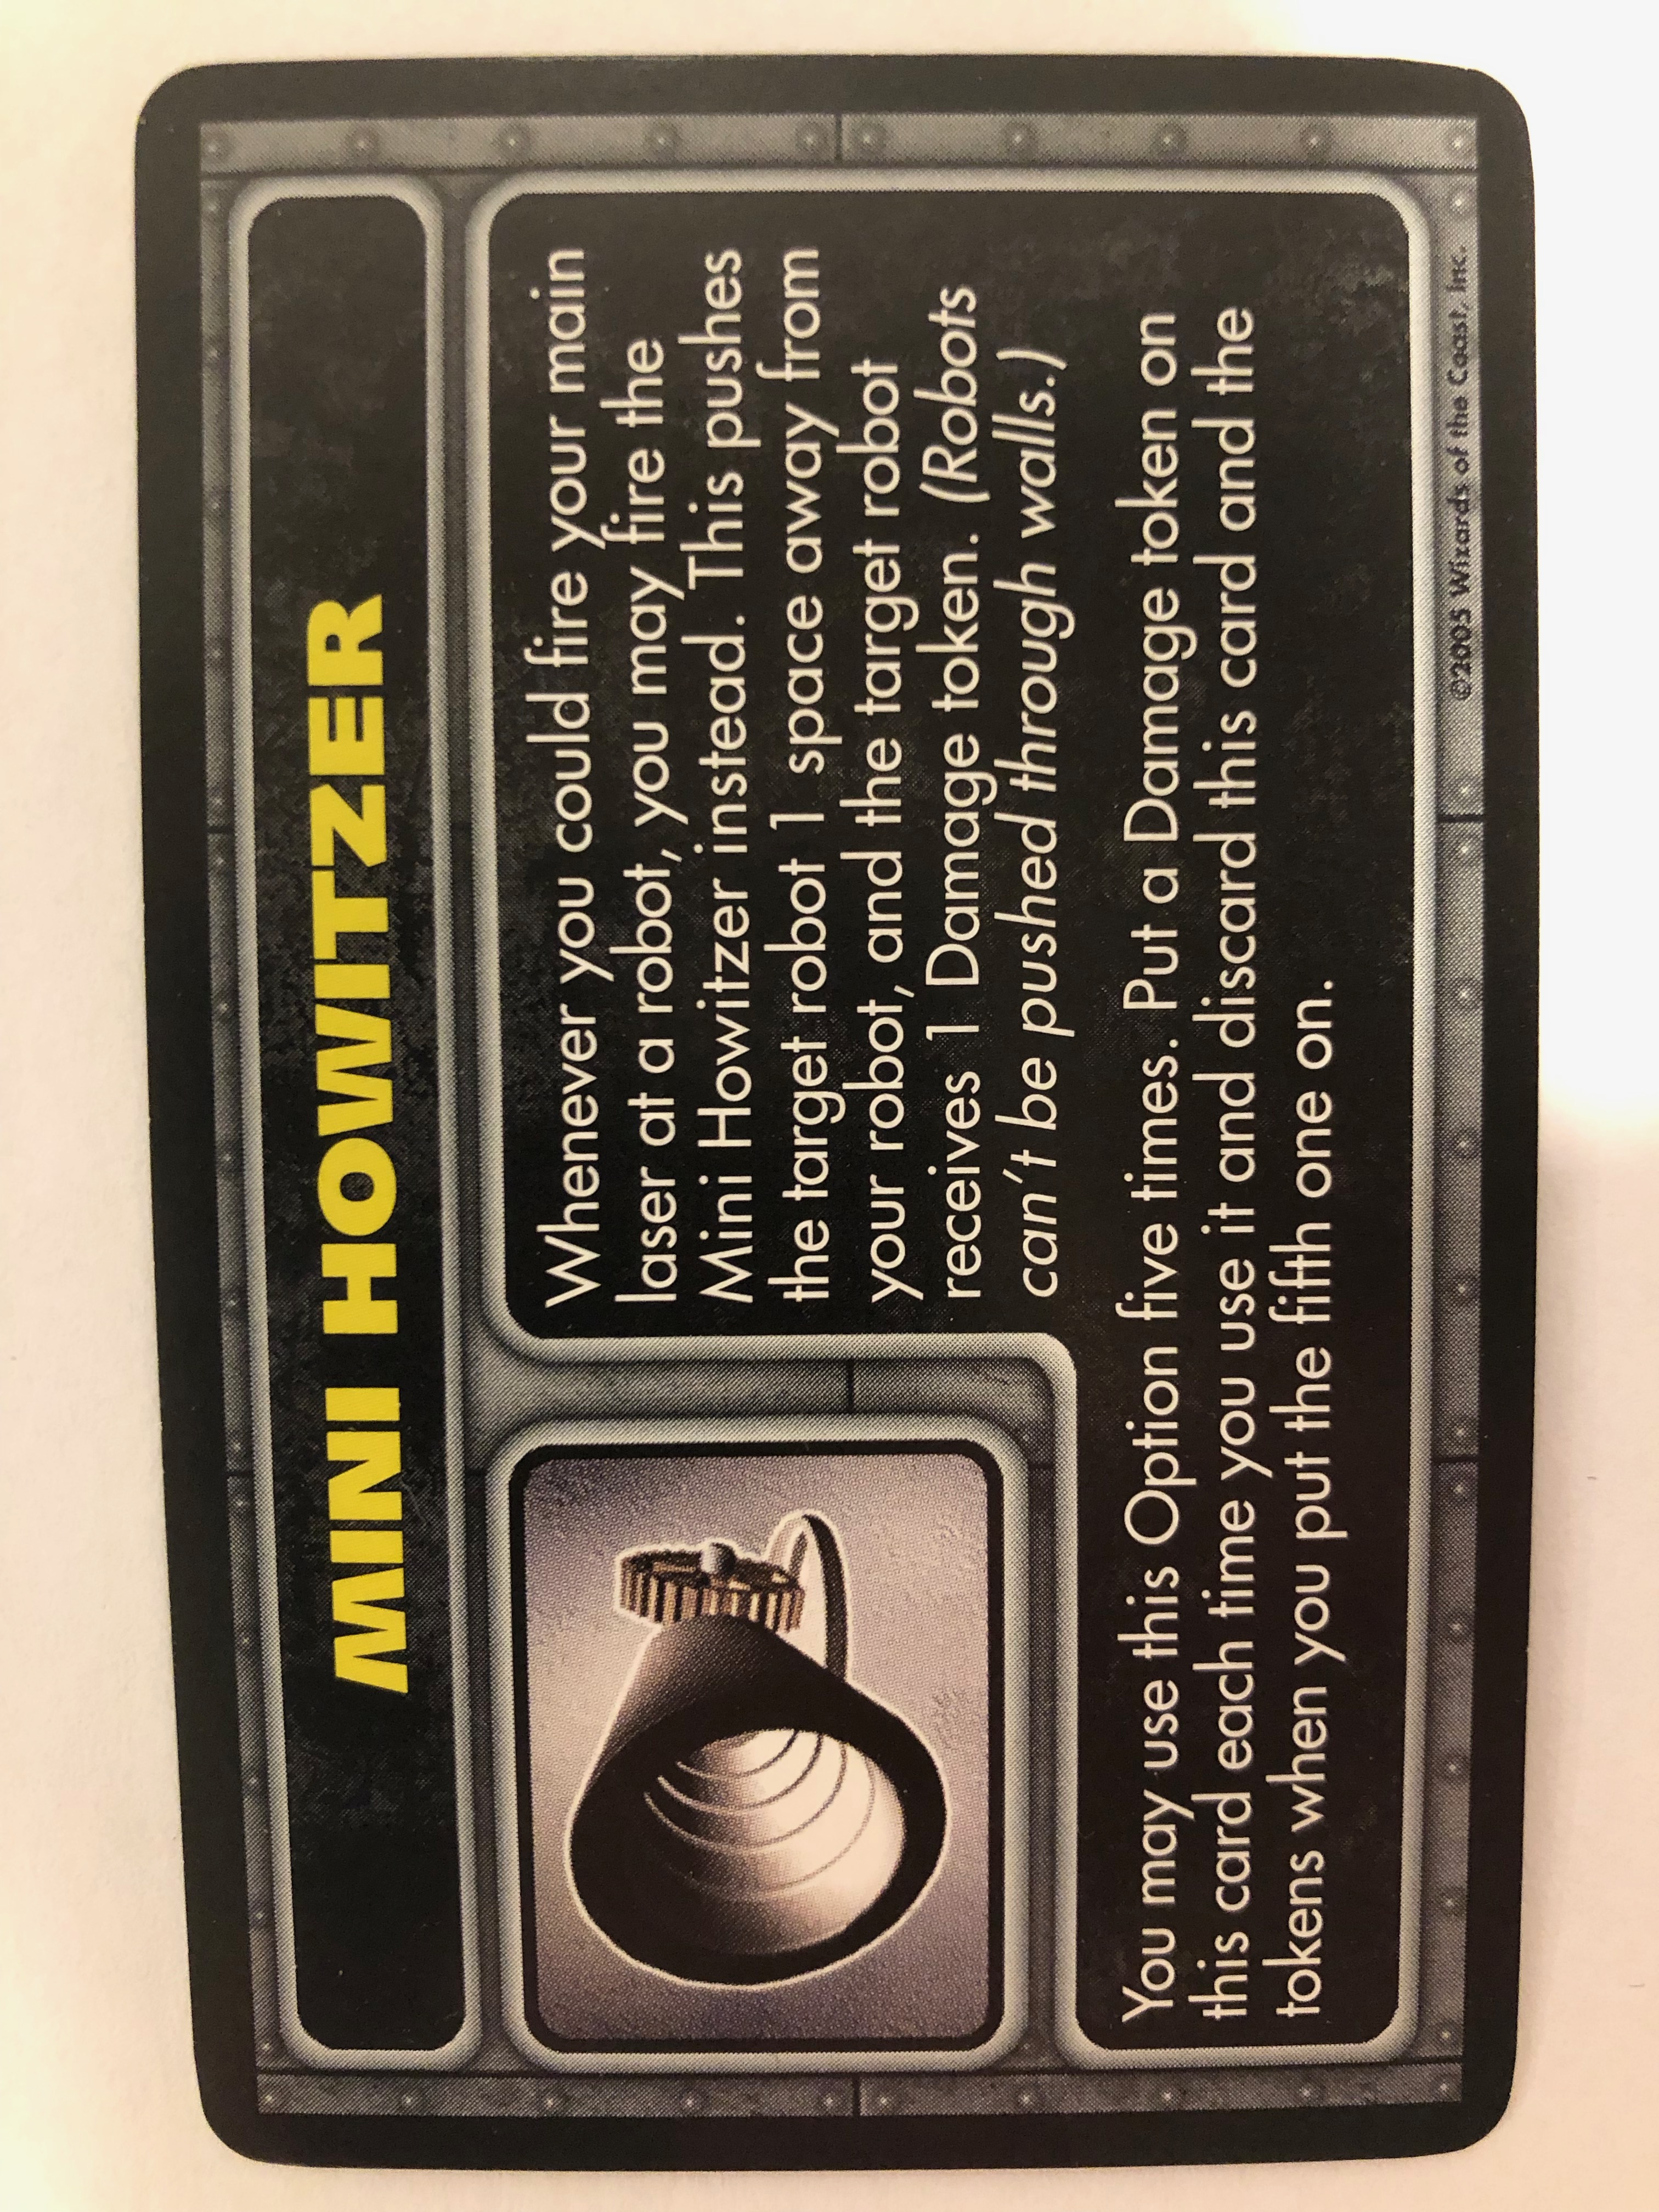 MINI HOWITZER
Whenever you could fire your main
laser at a robot, you may fire the
Mini Howitzer instead. This pushes
the target robot 1 space away from
your robot, and the target robot
receives 1 Damage token. (Robots
can't be pushed through walls.)
You may use this Option five times. Put a Damage token on
this card each time you use it and discard this card and the
tokens when you put the fifth one on.
©2005 Wizards of the Coast, Inc.